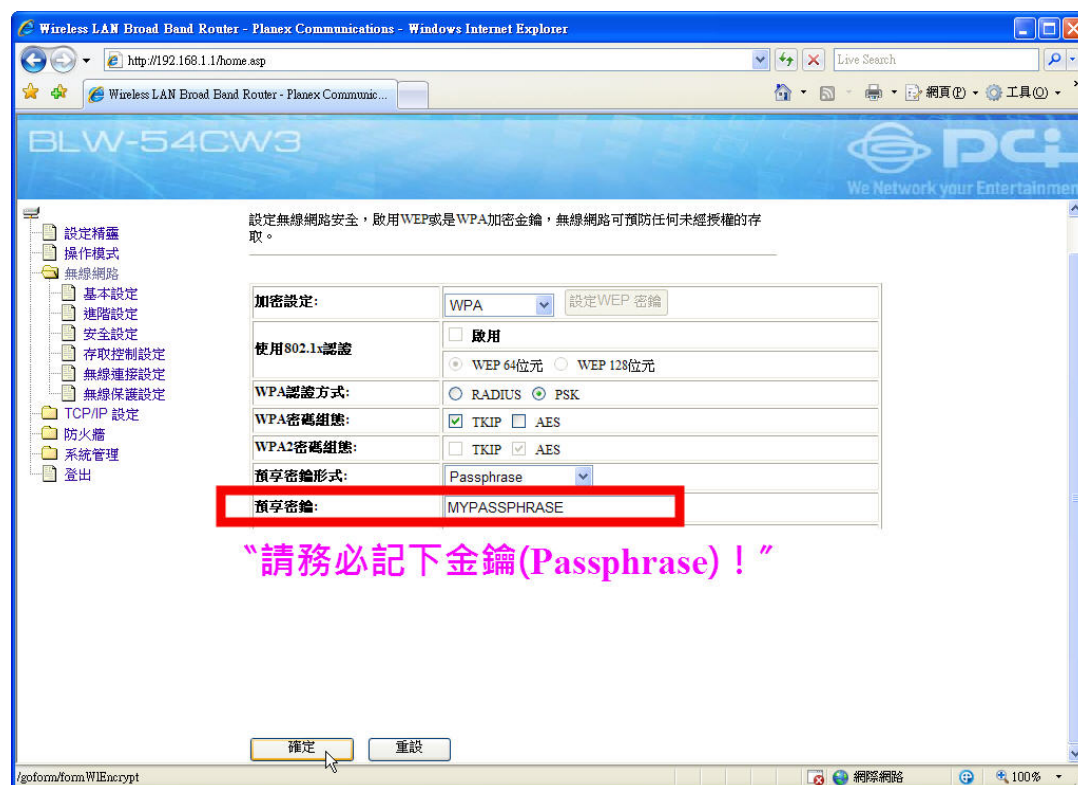 Wireless LAN Broad Band Router - Planex Communications - Windows Internet Explorer
http://192.168.1.1/home.asp
Live Search
Wireless LAN Broad Band Router - Planex Communic...
網頁(P)
工具(O)
BLW-54CW3
PCi
We Network your Entertainmen
設定精靈
操作模式
無線網路
基本設定
進階設定
安全設定
存取控制設定
無線連接設定
無線保護設定
TCP/IP 設定
防火牆
系統管理
登出
設定無線網路安全，啟用WEP或是WPA加密金鑰，無線網路可預防任何未經授權的存
取。
加密設定: WPA 設定WEP 密鑰
使用802.1x認證 啟用
WEP 64位元 WEP 128位元
WPA認證方式: RADIUS PSK
WPA密碼組態: TKIP AES
WPA2密碼組態: TKIP AES
預享密鑰形式: Passphrase
預享密鑰: MYPASSPHRASE
〝請務必記下金鑰(Passphrase)！〞
確定 重設
/goform/formWlEncrypt 網際網路 100%